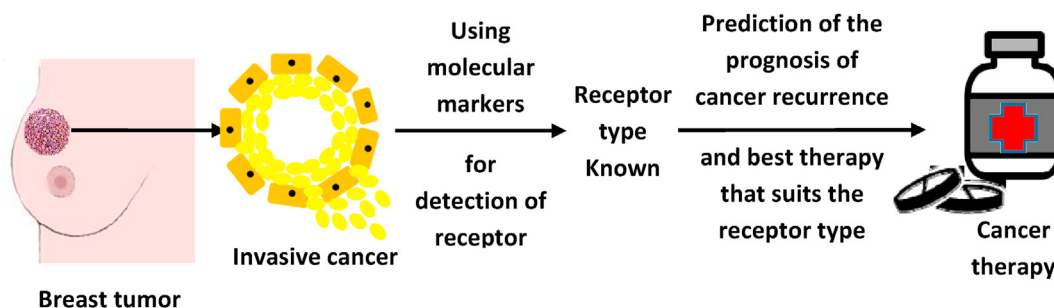 Breast tumor
Invasive cancer
Using
molecular
markers
for
detection of
receptor
Receptor
type
Known
Prediction of the
prognosis of
cancer recurrence
and best therapy
that suits the
receptor type
Cancer
therapy